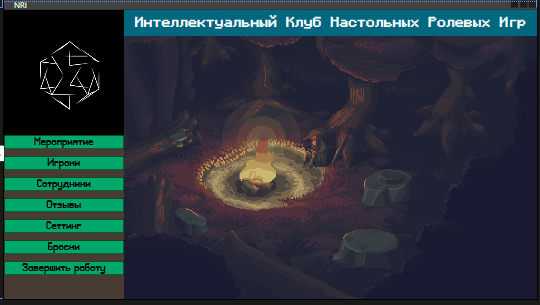 NRI
Интеллектуальный Клуб Настольных Ролевых Игр
Мероприятие
Игроки
Сотрудники
Отзывы
Сеттинг
Броски
Завершить работу